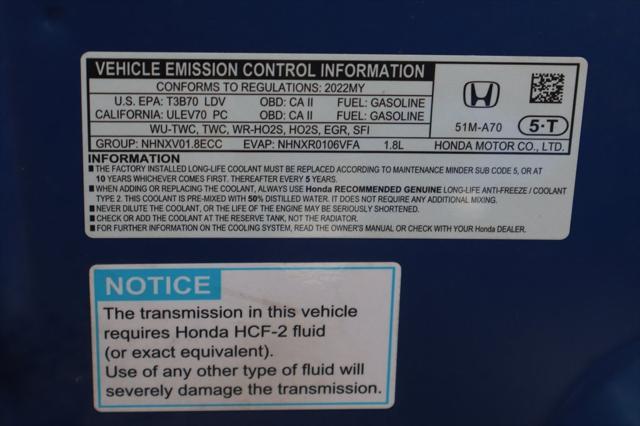 VEHICLE EMISSION CONTROL INFORMATION
CONFORMS TO REGULATIONS: 2022MY
U.S. EPA: T3B70 LDV OBD: CA II FUEL: GASOLINE
CALIFORNIA: ULEV70 PC OBD: CA II FUEL: GASOLINE
WU-TWC, TWC, WR-HO2S, HO2S, EGR, SFI
GROUP: NHNXV01.8ECC EVAP: NHNXR0106VFA 1.8L
51M-A70 5·T
HONDA MOTOR CO., LTD.
INFORMATION
■ THE FACTORY INSTALLED LONG-LIFE COOLANT MUST BE REPLACED ACCORDING TO MAINTENANCE MINDER SUB CODE 5, OR AT
10 YEARS WHICHEVER COMES FIRST. THEREAFTER EVERY 5 YEARS.
■ WHEN ADDING OR REPLACING THE COOLANT, ALWAYS USE Honda RECOMMENDED GENUINE LONG-LIFE ANTI-FREEZE / COOLANT
TYPE 2. THIS COOLANT IS PRE-MIXED WITH 50% DISTILLED WATER. IT DOES NOT REQUIRE ANY ADDITIONAL MIXING.
■ NEVER DILUTE THE COOLANT, OR THE LIFE OF THE ENGINE MAY BE SERIOUSLY SHORTENED.
■ CHECK OR ADD THE COOLANT AT THE RESERVE TANK, NOT THE RADIATOR.
■ FOR FURTHER INFORMATION ON THE COOLING SYSTEM, READ THE OWNER'S MANUAL OR CHECK WITH YOUR Honda DEALER.
NOTICE
The transmission in this vehicle
requires Honda HCF-2 fluid
(or exact equivalent).
Use of any other type of fluid will
severely damage the transmission.